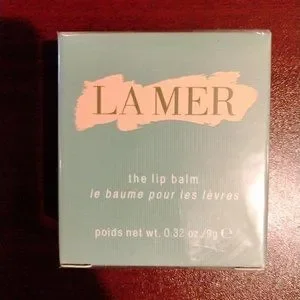 LA MER
the lip balm
le baume pour les lèvres
poids net wt. 0.32 oz./9g ℮